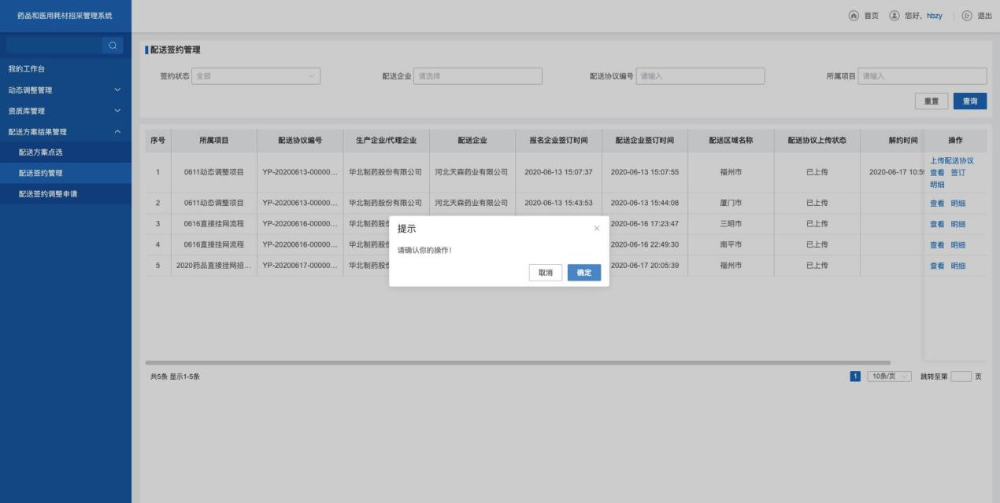 药品和医用耗材招采管理系统
首页 您好，hbzy 退出
我的工作台
动态调整管理
资质库管理
配送方案结果管理
配送方案点选
配送签约管理
配送签约调整申请
配送签约管理
签约状态 全部 配送企业 请选择 配送协议编号 请输入 所属项目 请输入
重置 查询
序号 所属项目 配送协议编号 生产企业/代理企业 配送企业 报名企业签订时间 配送企业签订时间 配送区域名称 配送协议上传状态 解约时间 操作
1 0611动态调整项目 YP-20200613-00000... 华北制药股份有限公司 河北天森药业有限公司 2020-06-13 15:07:37 2020-06-13 15:07:55 福州市 已上传 2020-06-17 10:5 上传配送协议
查看 签订
明细
2 0611动态调整项目 YP-20200613-00000... 华北制药股份有限公司 河北天森药业有限公司 2020-06-13 15:43:53 2020-06-13 15:44:08 厦门市 已上传 查看 明细
3 0616直接挂网流程 YP-20200616-00000... 华北制药股 2020-06-16 17:23:47 三明市 已上传 查看 明细
4 0616直接挂网流程 YP-20200616-00000... 华北制药股 2020-06-16 22:49:30 南平市 已上传 查看 明细
5 2020药品直接挂网招... YP-20200617-00000... 华北制药股 2020-06-17 20:05:39 福州市 已上传 查看 明细
提示
请确认你的操作!
取消 确定
共5条 显示1-5条 1 10条/页 跳转至第 页